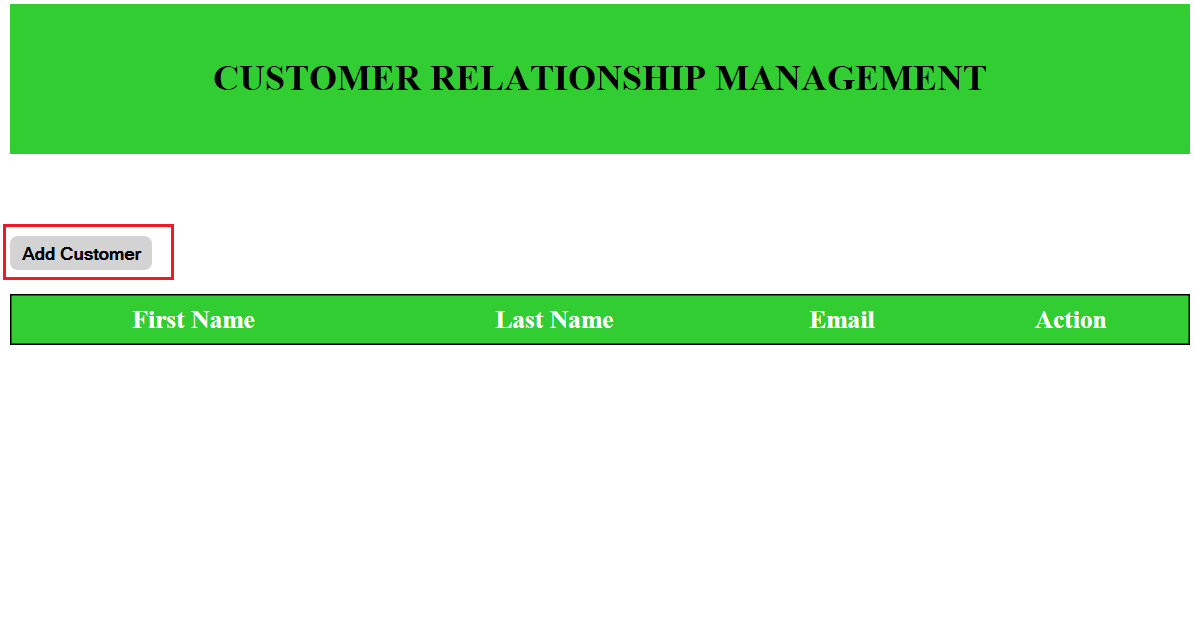 CUSTOMER RELATIONSHIP MANAGEMENT
Add Customer
First Name Last Name Email Action